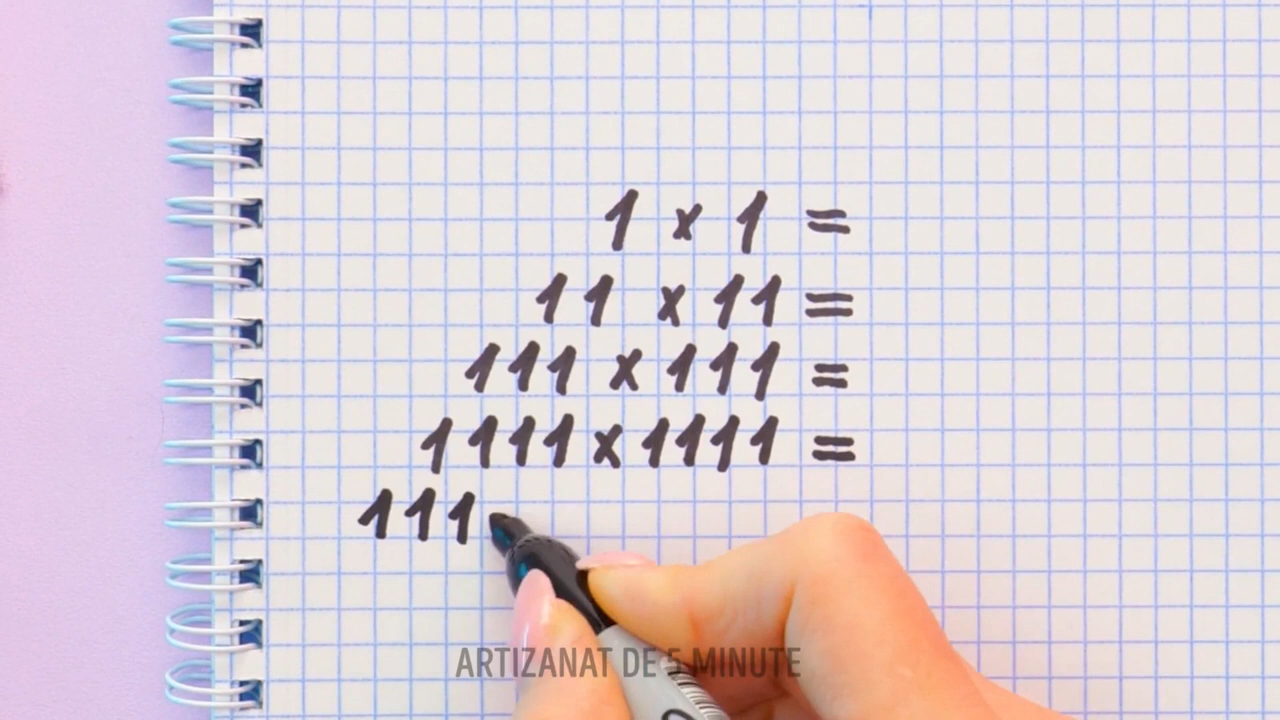 1 x 1 =
11 x 11 =
111 x 111 =
1111 x 1111 =
111
ARTIZANAT DE 5 MINUTE